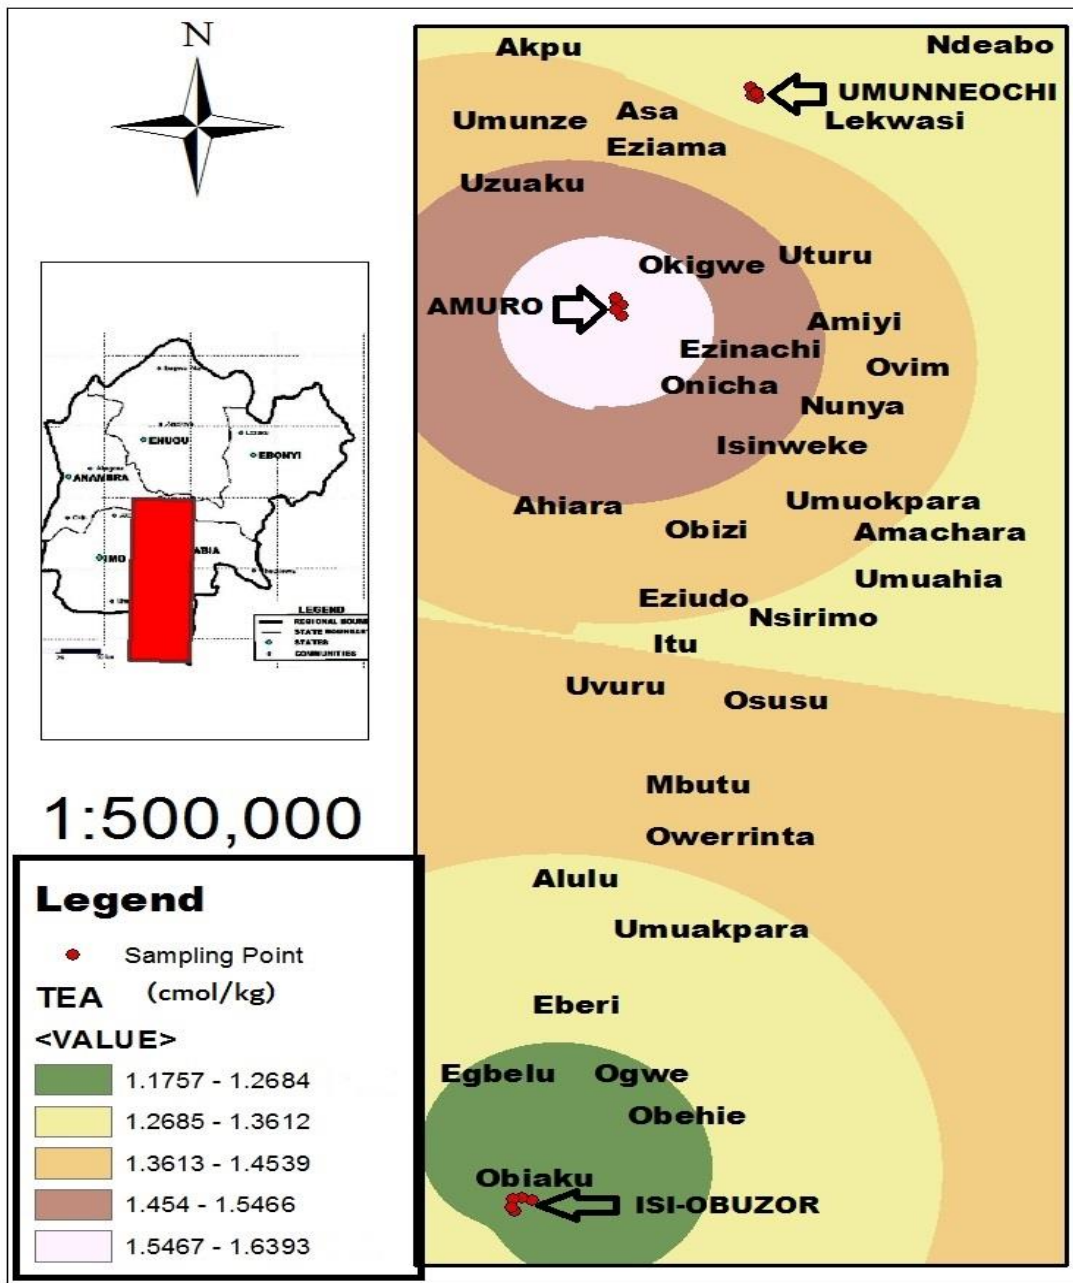 N
ENUGU
EBONYI
ANAMBRA
IMO
ABIA
LEGEND
REGIONAL BOUN
STATE BOUNDAR
STATES
COMMUNITIES
1:500,000
Legend
Sampling Point
TEA (cmol/kg)
<VALUE>
1.1757 - 1.2684
1.2685 - 1.3612
1.3613 - 1.4539
1.454 - 1.5466
1.5467 - 1.6393
Akpu
Ndeabo
UMUNNEOCHI
Asa
Umunze
Lekwasi
Eziama
Uzuaku
Okigwe
Uturu
AMURO
Amiyi
Ezinachi
Ovim
Onicha
Nunya
Isinweke
Ahiara
Umuokpara
Obizi
Amachara
Umuahia
Eziudo
Nsirimo
Itu
Uvuru
Osusu
Mbutu
Owerrinta
Alulu
Umuakpara
Eberi
Egbelu
Ogwe
Obehie
Obiaku
ISI-OBUZOR